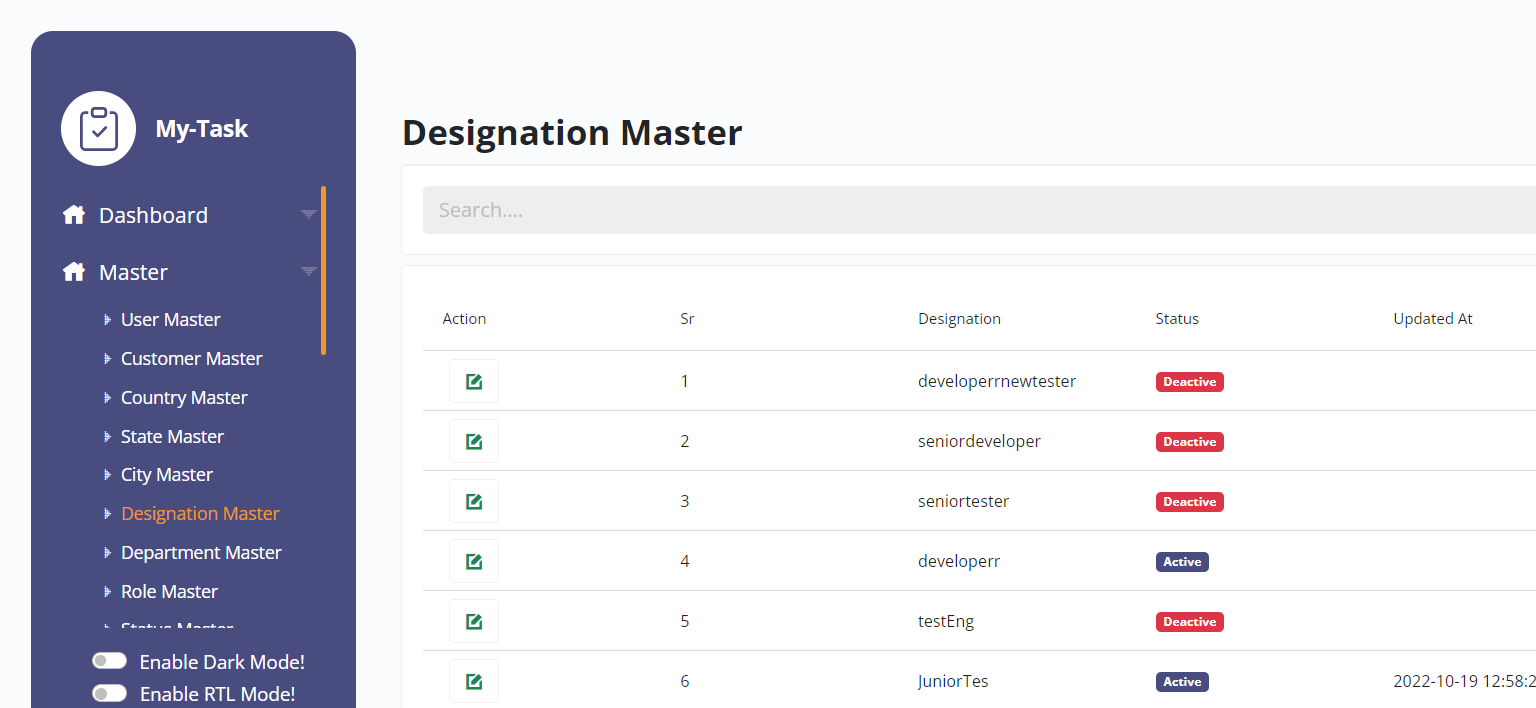 My-Task
Dashboard
Master
User Master
Customer Master
Country Master
State Master
City Master
Designation Master
Department Master
Role Master
Status Master
Enable Dark Mode!
Enable RTL Mode!
Designation Master
Search....
Action Sr Designation Status Updated At
1 developerrnewtester Deactive
2 seniordeveloper Deactive
3 seniortester Deactive
4 developerr Active
5 testEng Deactive
6 JuniorTes Active 2022-10-19 12:58:2